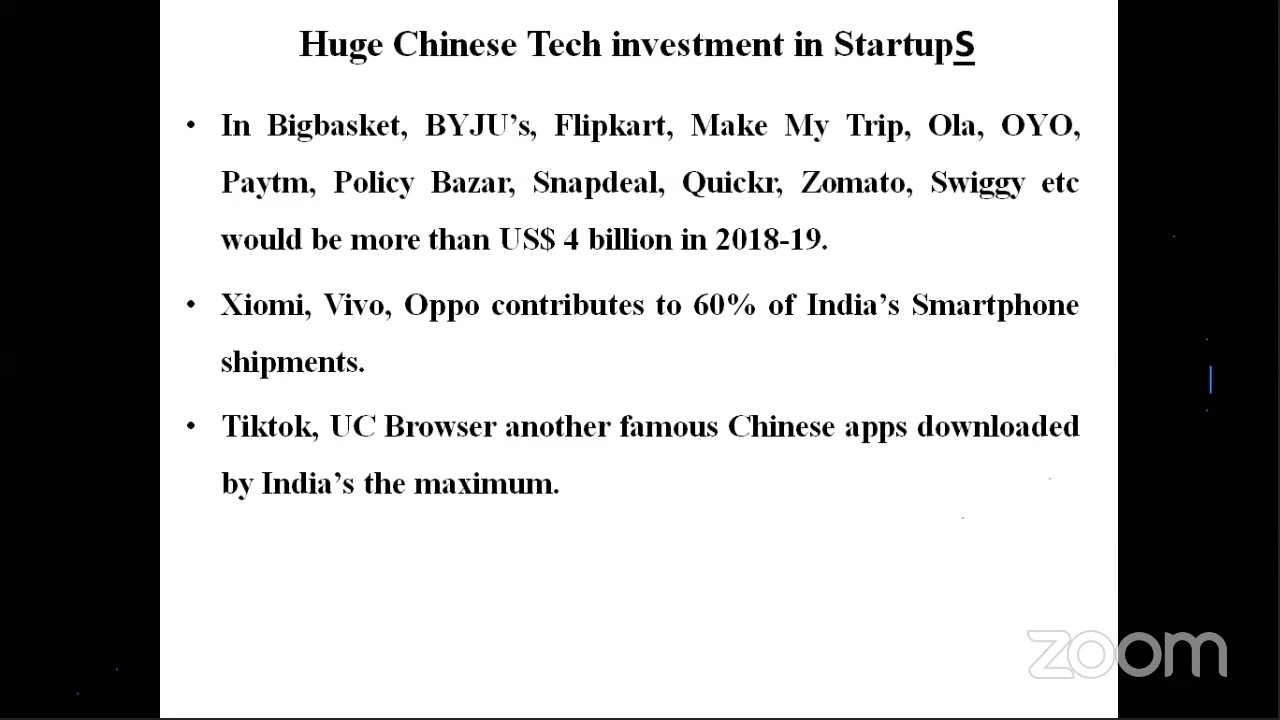 Huge Chinese Tech investment in StartupS
• In Bigbasket, BYJU’s, Flipkart, Make My Trip, Ola, OYO,
Paytm, Policy Bazar, Snapdeal, Quickr, Zomato, Swiggy etc
would be more than US$ 4 billion in 2018-19.
• Xiomi, Vivo, Oppo contributes to 60% of India’s Smartphone
shipments.
• Tiktok, UC Browser another famous Chinese apps downloaded
by India’s the maximum.
zoom